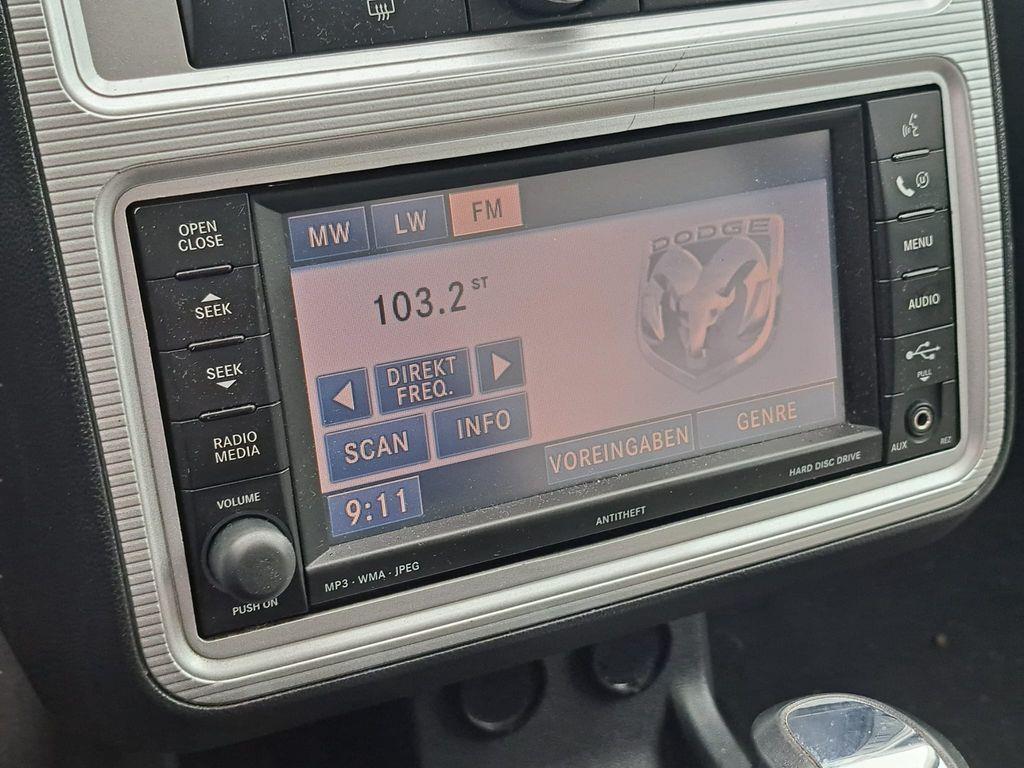 OPEN
CLOSE
SEEK
SEEK
RADIO
MEDIA
VOLUME
PUSH ON
MW
LW
FM
103.2 ST
DIREKT
FREQ.
SCAN
INFO
VOREINGABEN
GENRE
9:11
DODGE
MP3 · WMA · JPEG
ANTITHEFT
HARD DISC DRIVE
MENU
AUDIO
PULL
AUX
REZ